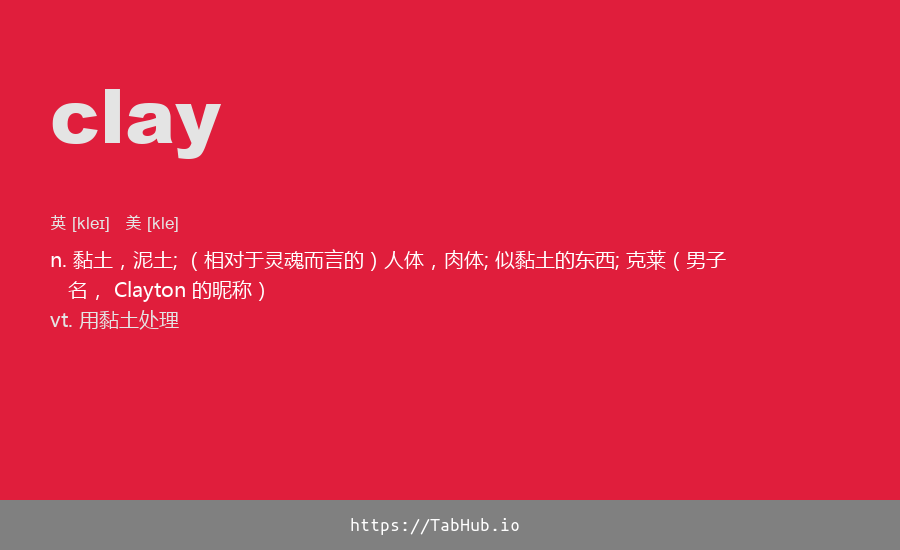 clay
英 [kleɪ] 美 [kle]
n. 黏土，泥土; （相对于灵魂而言的）人体，肉体; 似黏土的东西; 克莱（男子
名， Clayton 的昵称）
vt. 用黏土处理
https://TabHub.io